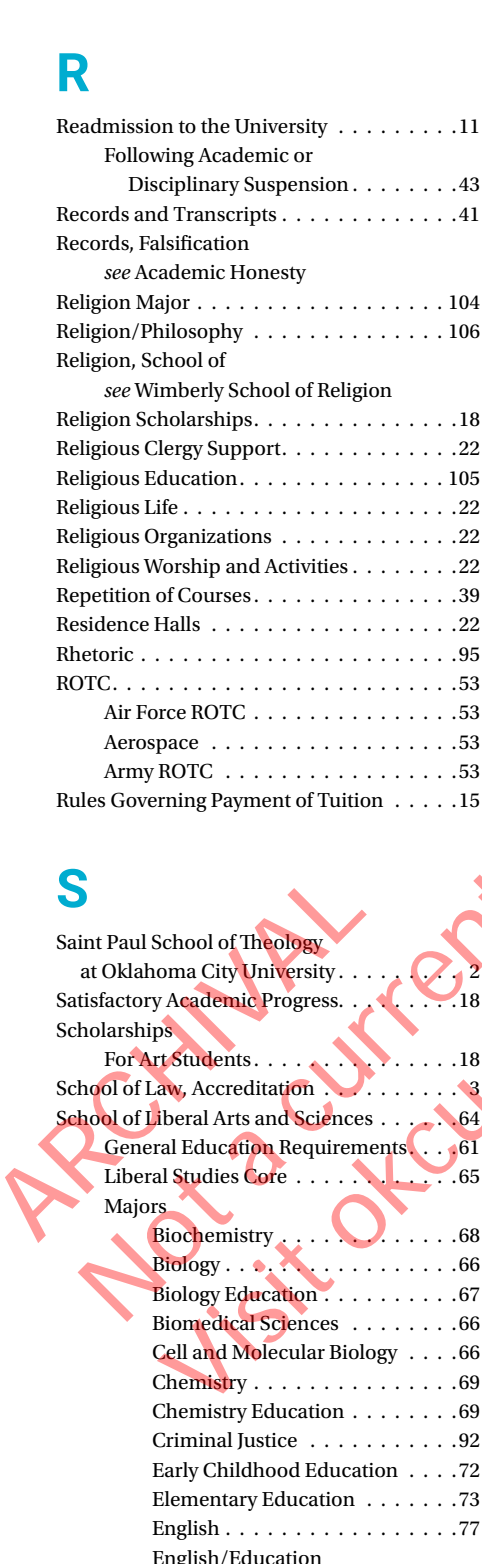 R
Readmission to the University . . . . . . . . .11
Following Academic or
Disciplinary Suspension . . . . . . . .43
Records and Transcripts . . . . . . . . . . . . .41
Records, Falsification
see Academic Honesty
Religion Major . . . . . . . . . . . . . . . . . . 104
Religion/Philosophy . . . . . . . . . . . . . . 106
Religion, School of
see Wimberly School of Religion
Religion Scholarships. . . . . . . . . . . . . . .18
Religious Clergy Support. . . . . . . . . . . . .22
Religious Education. . . . . . . . . . . . . . . 105
Religious Life . . . . . . . . . . . . . . . . . . . .22
Religious Organizations . . . . . . . . . . . . .22
Religious Worship and Activities . . . . . . . .22
Repetition of Courses. . . . . . . . . . . . . . .39
Residence Halls . . . . . . . . . . . . . . . . . .22
Rhetoric . . . . . . . . . . . . . . . . . . . . . . .95
ROTC. . . . . . . . . . . . . . . . . . . . . . . . .53
Air Force ROTC . . . . . . . . . . . . . . .53
Aerospace . . . . . . . . . . . . . . . . . .53
Army ROTC . . . . . . . . . . . . . . . . .53
Rules Governing Payment of Tuition . . . . .15
S
Saint Paul School of Theology
at Oklahoma City University . . . . . . . . . 2
Satisfactory Academic Progress. . . . . . . . .18
Scholarships
For Art Students. . . . . . . . . . . . . . .18
School of Law, Accreditation . . . . . . . . . . 3
School of Liberal Arts and Sciences . . . . . .64
General Education Requirements. . . .61
Liberal Studies Core . . . . . . . . . . . .65
Majors
Biochemistry . . . . . . . . . . . . .68
Biology . . . . . . . . . . . . . . . . .66
Biology Education . . . . . . . . . .67
Biomedical Sciences . . . . . . . .66
Cell and Molecular Biology . . . .66
Chemistry . . . . . . . . . . . . . . .69
Chemistry Education . . . . . . . .69
Criminal Justice . . . . . . . . . . .92
Early Childhood Education . . . .72
Elementary Education . . . . . . .73
English . . . . . . . . . . . . . . . . .77
English/Education
ARCHIVAL
Not a current
Visit okcu